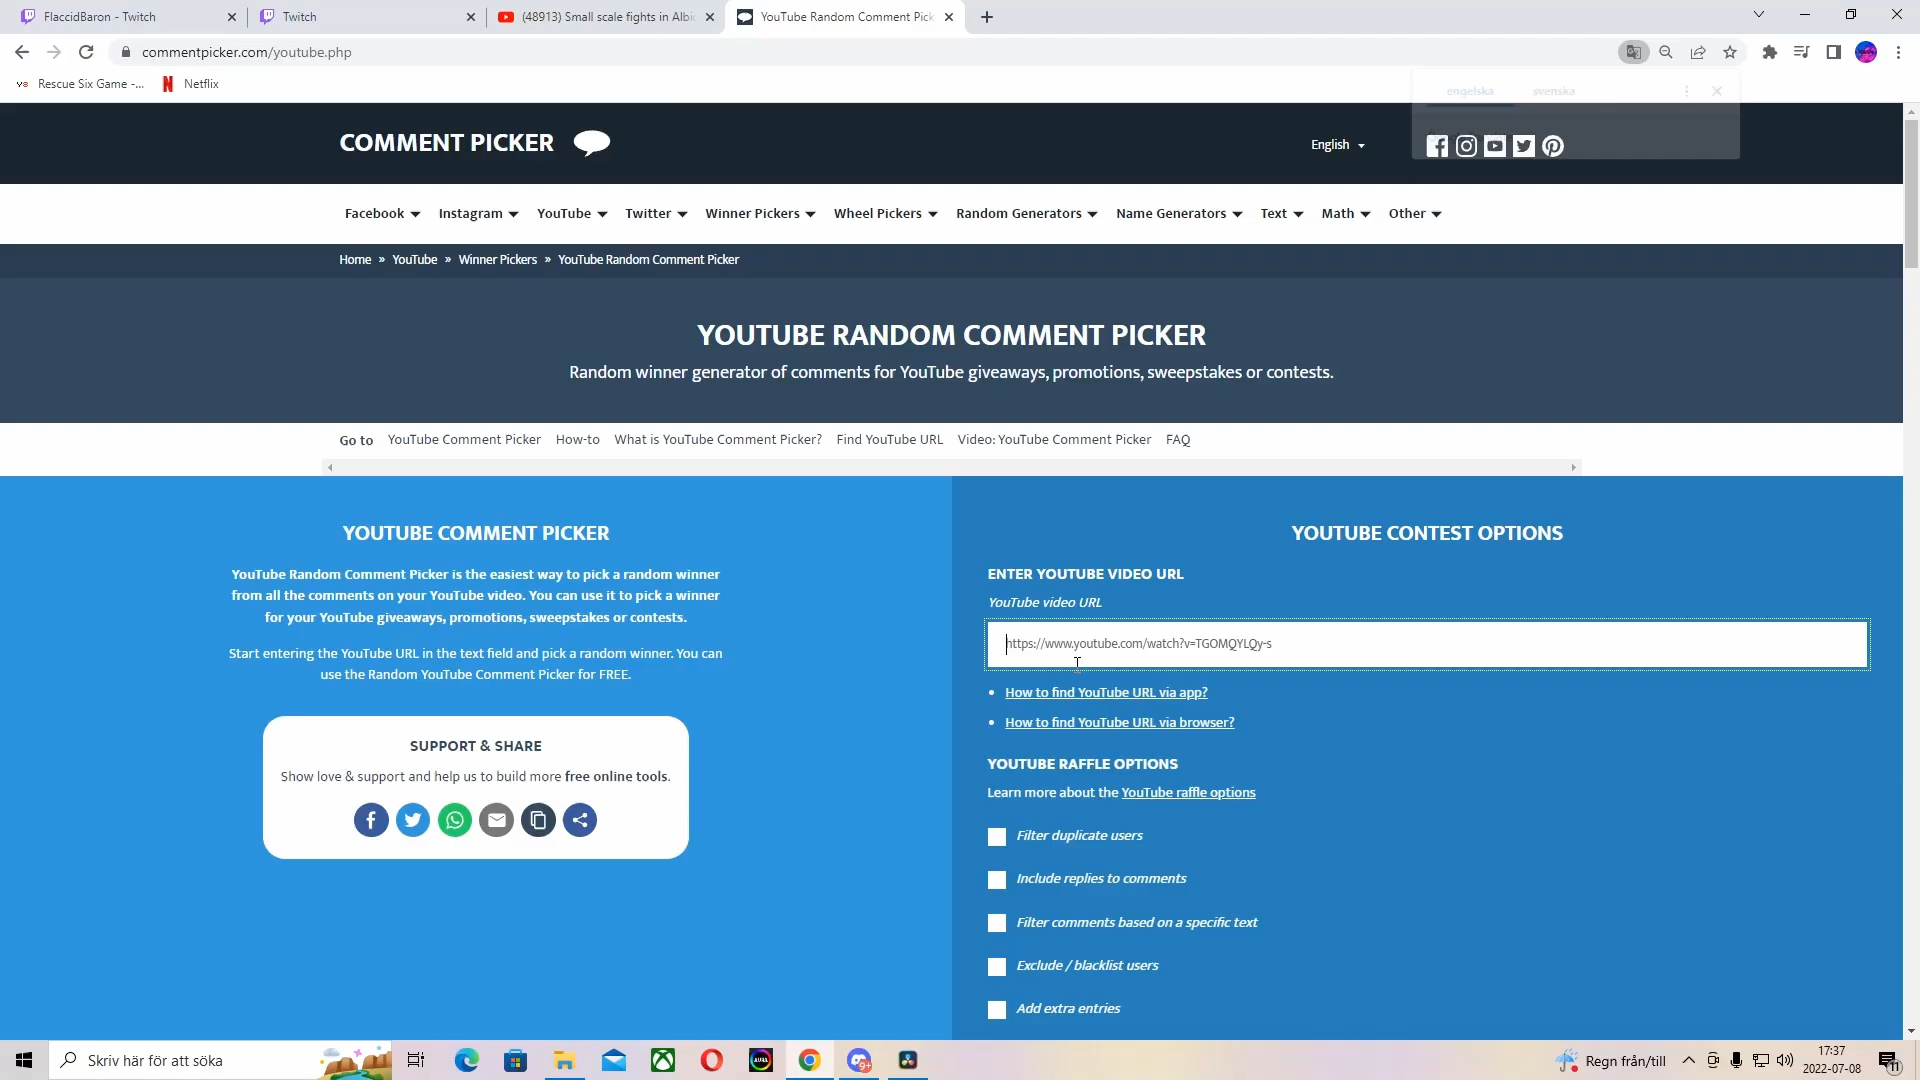 FlaccidBaron - Twitch
Twitch
(48913) Small scale fights in Albi
YouTube Random Comment Pick
commentpicker.com/youtube.php
Rescue Six Game -...
Netflix
engelska
svenska
COMMENT PICKER
English
Facebook
Instagram
YouTube
Twitter
Winner Pickers
Wheel Pickers
Random Generators
Name Generators
Text
Math
Other
Home » YouTube » Winner Pickers » YouTube Random Comment Picker
YOUTUBE RANDOM COMMENT PICKER
Random winner generator of comments for YouTube giveaways, promotions, sweepstakes or contests.
Go to YouTube Comment Picker How-to What is YouTube Comment Picker? Find YouTube URL Video: YouTube Comment Picker FAQ
YOUTUBE COMMENT PICKER
YouTube Random Comment Picker is the easiest way to pick a random winner
from all the comments on your YouTube video. You can use it to pick a winner
for your YouTube giveaways, promotions, sweepstakes or contests.
Start entering the YouTube URL in the text field and pick a random winner. You can
use the Random YouTube Comment Picker for FREE.
SUPPORT & SHARE
Show love & support and help us to build more free online tools.
YOUTUBE CONTEST OPTIONS
ENTER YOUTUBE VIDEO URL
YouTube video URL
https://www.youtube.com/watch?v=TGOMQYLQy-s
• How to find YouTube URL via app?
• How to find YouTube URL via browser?
YOUTUBE RAFFLE OPTIONS
Learn more about the YouTube raffle options
Filter duplicate users
Include replies to comments
Filter comments based on a specific text
Exclude / blacklist users
Add extra entries
Skriv här för att söka
AURA
9+
Regn från/till
17:37
2022-07-08
11